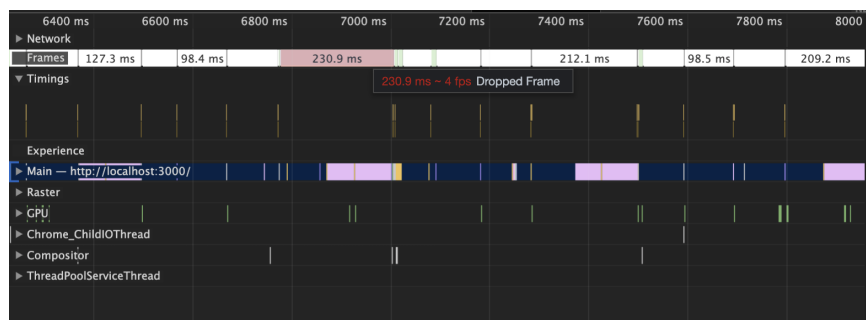 6400 ms 6600 ms 6800 ms 7000 ms 7200 ms 7400 ms 7600 ms 7800 ms 8000
Network
Frames 127.3 ms 98.4 ms 230.9 ms 212.1 ms 98.5 ms 209.2 ms
230.9 ms ~ 4 fps Dropped Frame
Timings
Experience
Main — http://localhost:3000/
Raster
GPU
Chrome_ChildIOThread
Compositor
ThreadPoolServiceThread